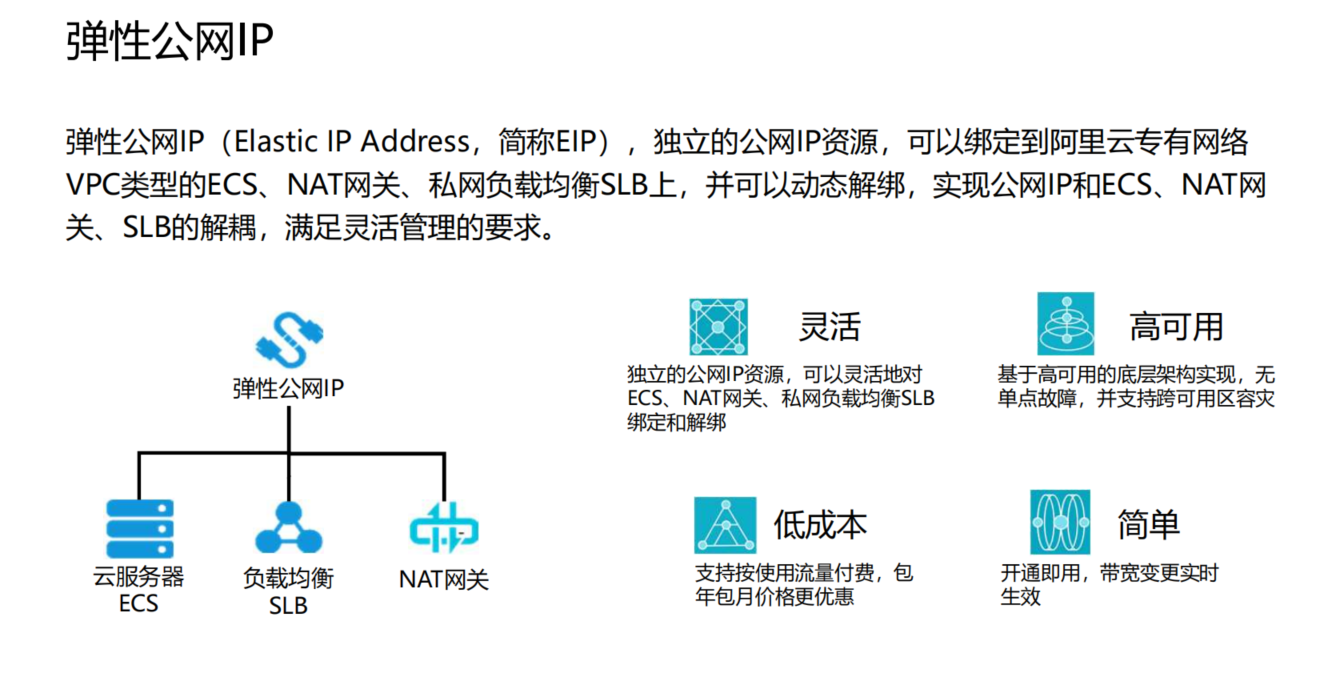 弹性公网IP
弹性公网IP（Elastic IP Address，简称EIP），独立的公网IP资源，可以绑定到阿里云专有网络
VPC类型的ECS、NAT网关、私网负载均衡SLB上，并可以动态解绑，实现公网IP和ECS、NAT网
关、SLB的解耦，满足灵活管理的要求。
弹性公网IP
云服务器
ECS
负载均衡
SLB
NAT网关
灵活
独立的公网IP资源，可以灵活地对
ECS、NAT网关、私网负载均衡SLB
绑定和解绑
高可用
基于高可用的底层架构实现，无
单点故障，并支持跨可用区容灾
低成本
支持按使用流量付费，包
年包月价格更优惠
简单
开通即用，带宽变更实时
生效